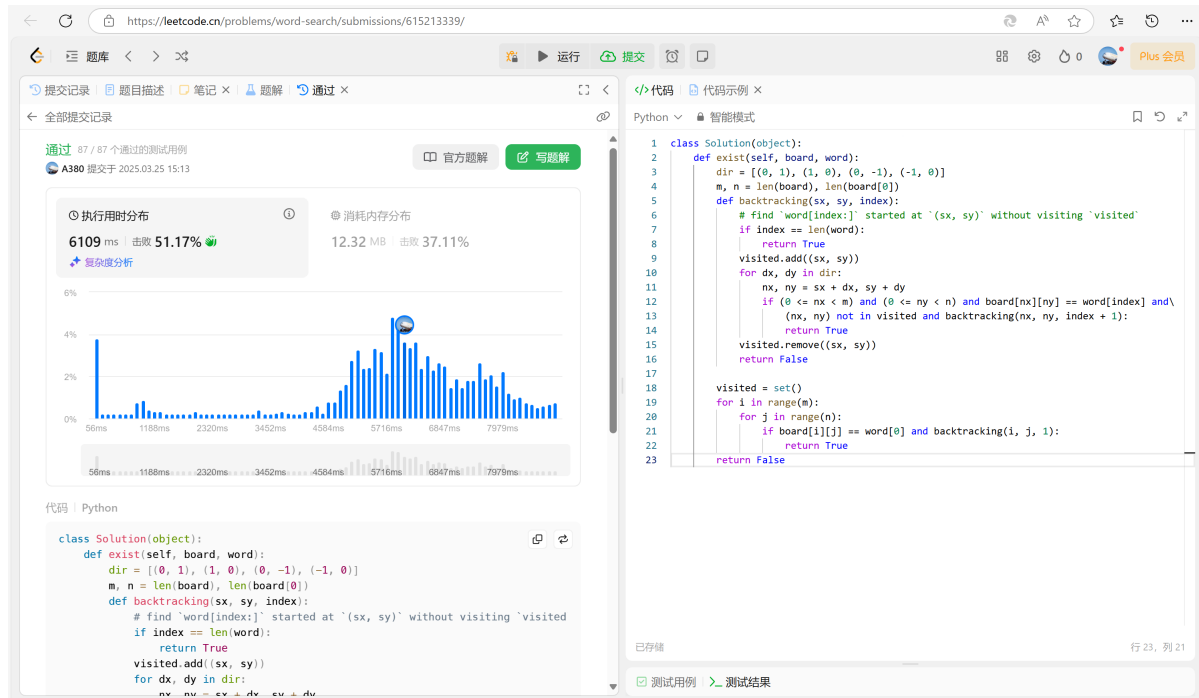 https://leetcode.cn/problems/word-search/submissions/615213339/
题库
运行
提交
0
Plus 会员
提交记录
题目描述
笔记
题解
通过
全部提交记录
通过 87 / 87 个通过的测试用例
A380 提交于 2025.03.25 15:13
官方题解
写题解
执行用时分布
6109 ms 击败 51.17%
复杂度分析
消耗内存分布
12.32 MB 击败 37.11%
6%
4%
2%
0%
56ms 1188ms 2320ms 3452ms 4584ms 5716ms 6847ms 7979ms
56ms 1188ms 2320ms 3452ms 4584ms 5716ms 6847ms 7979ms
代码 Python
class Solution(object):
    def exist(self, board, word):
        dir = [(0, 1), (1, 0), (0, -1), (-1, 0)]
        m, n = len(board), len(board[0])
        def backtracking(sx, sy, index):
            # find `word[index:]` started at `(sx, sy)` without visiting `visited
            if index == len(word):
                return True
            visited.add((sx, sy))
            for dx, dy in dir:
                nx, ny = sx + dx, sy + dy
代码
代码示例
Python
智能模式
1 class Solution(object):
2     def exist(self, board, word):
3         dir = [(0, 1), (1, 0), (0, -1), (-1, 0)]
4         m, n = len(board), len(board[0])
5         def backtracking(sx, sy, index):
6             # find `word[index:]` started at `(sx, sy)` without visiting `visited`
7             if index == len(word):
8                 return True
9             visited.add((sx, sy))
10             for dx, dy in dir:
11                 nx, ny = sx + dx, sy + dy
12                 if (0 <= nx < m) and (0 <= ny < n) and board[nx][ny] == word[index] and\
13                     (nx, ny) not in visited and backtracking(nx, ny, index + 1):
14                     return True
15             visited.remove((sx, sy))
16             return False
17
18         visited = set()
19         for i in range(m):
20             for j in range(n):
21                 if board[i][j] == word[0] and backtracking(i, j, 1):
22                     return True
23         return False
已存储
行 23，列 21
测试用例
测试结果